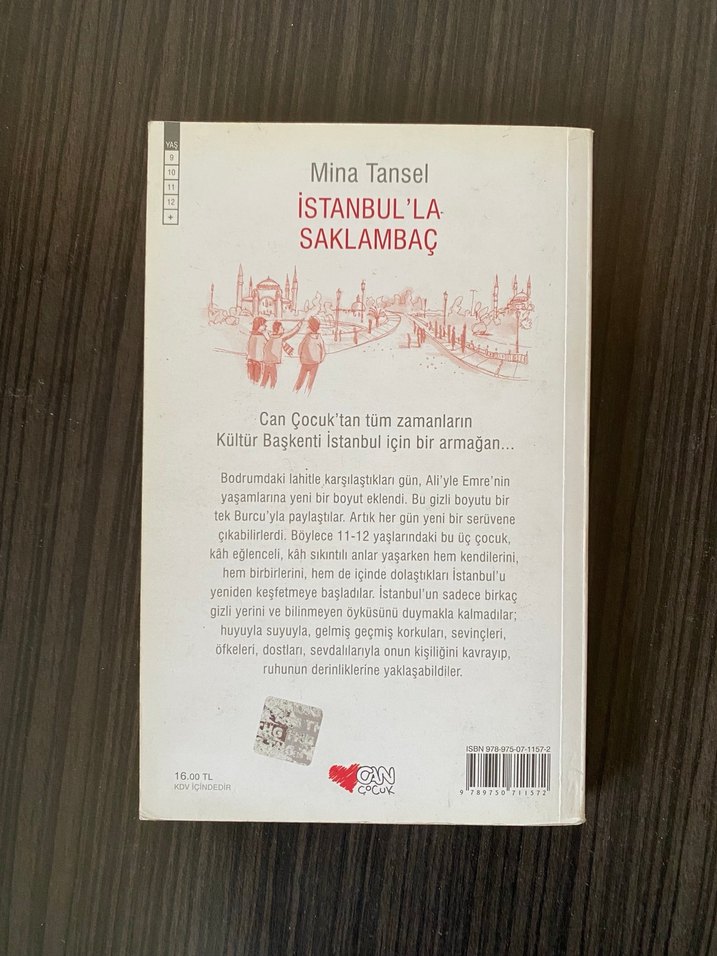 YAŞ
9
10
11
12
+
Mina Tansel
İSTANBUL'LA
SAKLAMBAÇ
Can Çocuk'tan tüm zamanların
Kültür Başkenti İstanbul için bir armağan...
Bodrumdaki lahitle karşılaştıkları gün, Ali'yle Emre'nin
yaşamlarına yeni bir boyut eklendi. Bu gizli boyutu bir
tek Burcu'yla paylaştılar. Artık her gün yeni bir serüvene
çıkabilirlerdi. Böylece 11-12 yaşlarındaki bu üç çocuk,
kâh eğlenceli, kâh sıkıntılı anlar yaşarken hem kendilerini,
hem birbirlerini, hem de içinde dolaştıkları İstanbul'u
yeniden keşfetmeye başladılar. İstanbul'un sadece birkaç
gizli yerini ve bilinmeyen öyküsünü duymakla kalmadılar;
huyuyla suyuyla, gelmiş geçmiş korkuları, sevinçleri,
öfkeleri, dostları, sevdalılarıyla onun kişiliğini kavrayıp,
ruhunun derinliklerine yaklaşabildiler.
16.00 TL
KDV İÇİNDEDİR
CAN
ÇOCUK
ISBN 978-975-07-1157-2
9 789750 711572